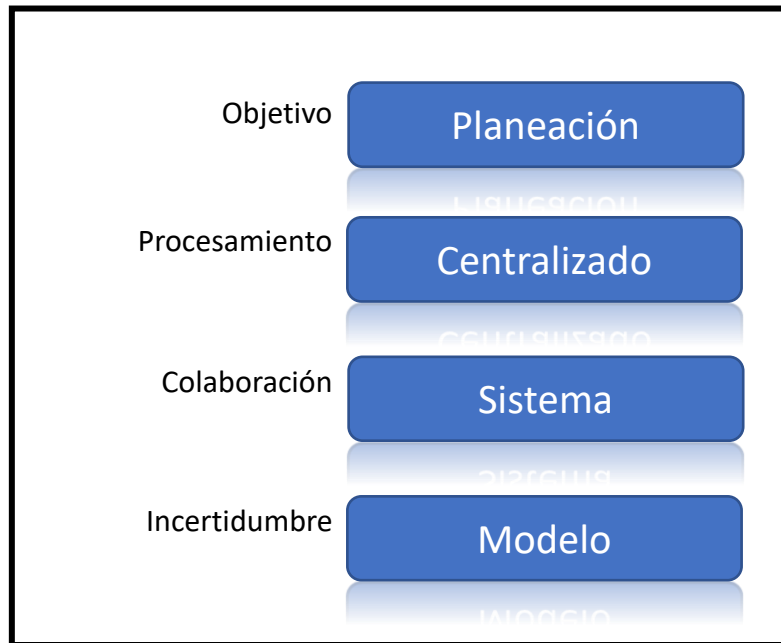 Objetivo
Planeación
Procesamiento
Centralizado
Colaboración
Sistema
Incertidumbre
Modelo